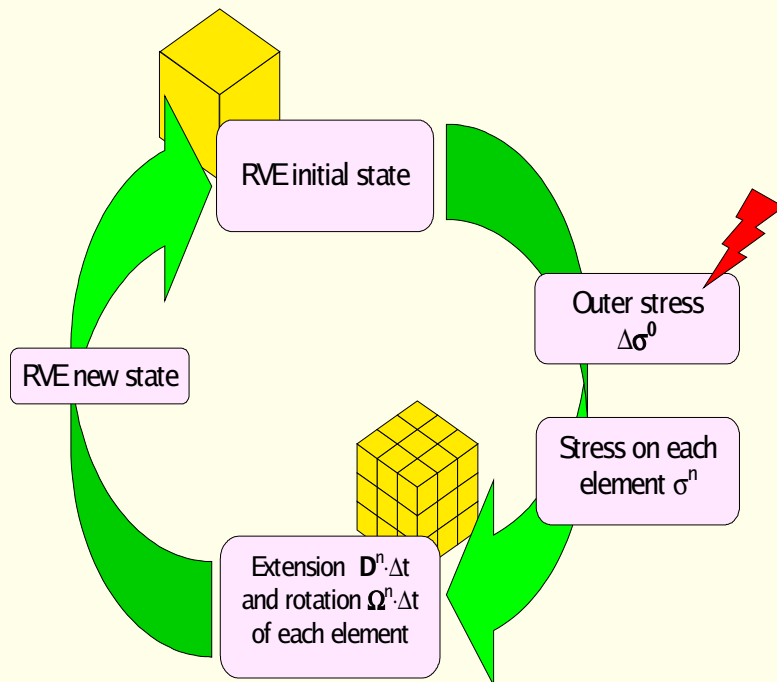 RVE initial state
Outer stress
Δσ⁰
Stress on each
element σⁿ
Extension Dⁿ·Δt
and rotation Ωⁿ·Δt
of each element
RVE new state